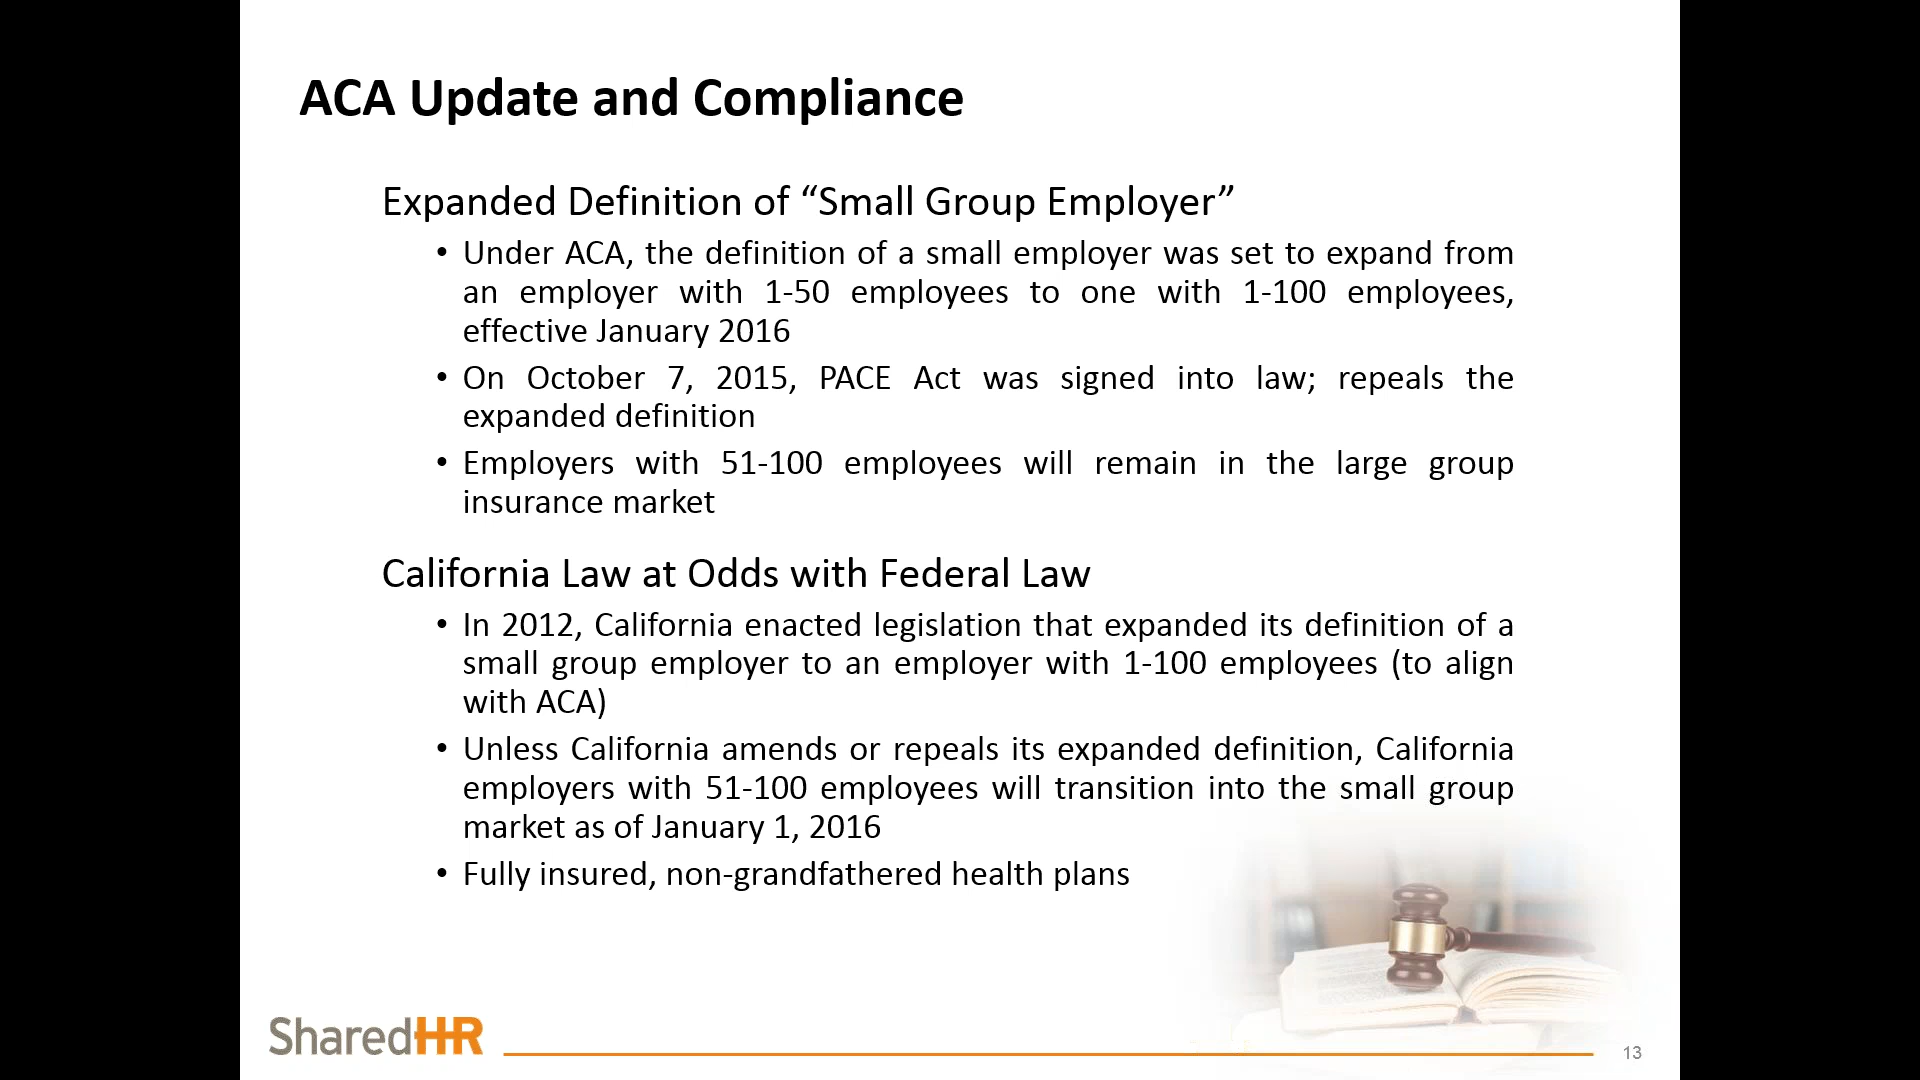 ACA Update and Compliance
Expanded Definition of “Small Group Employer”
• Under ACA, the definition of a small employer was set to expand from
an employer with 1-50 employees to one with 1-100 employees,
effective January 2016
• On October 7, 2015, PACE Act was signed into law; repeals the
expanded definition
• Employers with 51-100 employees will remain in the large group
insurance market
California Law at Odds with Federal Law
• In 2012, California enacted legislation that expanded its definition of a
small group employer to an employer with 1-100 employees (to align
with ACA)
• Unless California amends or repeals its expanded definition, California
employers with 51-100 employees will transition into the small group
market as of January 1, 2016
• Fully insured, non-grandfathered health plans
SharedHR
13